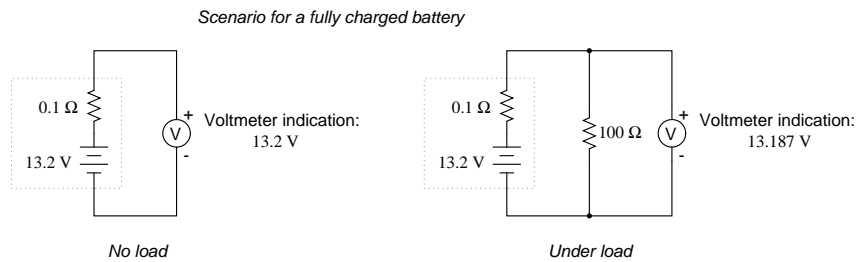 Scenario for a fully charged battery
0.1 Ω
13.2 V
V
+
-
Voltmeter indication:
13.2 V
No load
0.1 Ω
13.2 V
100 Ω
V
+
-
Voltmeter indication:
13.187 V
Under load